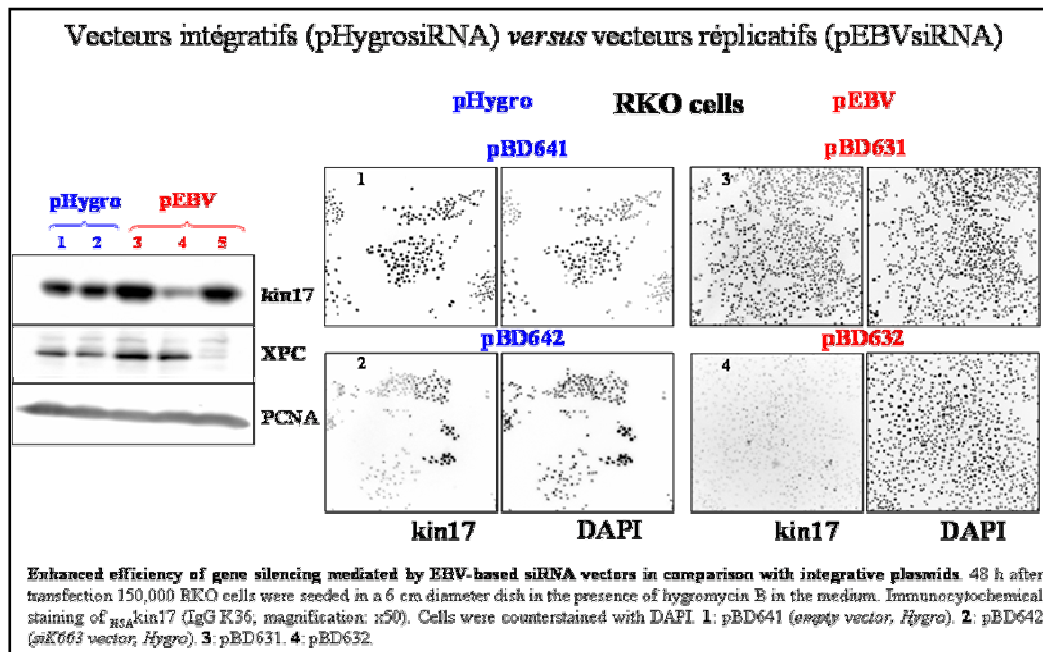 Vecteurs intégratifs (pHygrosiRNA) versus vecteurs réplicatifs (pEBVsiRNA)
pHygro RKO cells pEBV
pBD641 pBD631
1 3
pHygro pEBV
1 2 3 4 5
kin17
XPC
PCNA
pBD642 pBD632
2 4
kin17 DAPI kin17 DAPI
Enhanced efficiency of gene silencing mediated by EBV-based siRNA vectors in comparison with integrative plasmids. 48 h after
transfection 150,000 RKO cells were seeded in a 6 cm diameter dish in the presence of hygromycin B in the medium. Immunocytochemical
staining of HSAkin17 (IgG K36; magnification: x50). Cells were counterstained with DAPI. 1: pBD641 (empty vector, Hygro). 2: pBD642
(siK663 vector, Hygro). 3: pBD631. 4: pBD632.